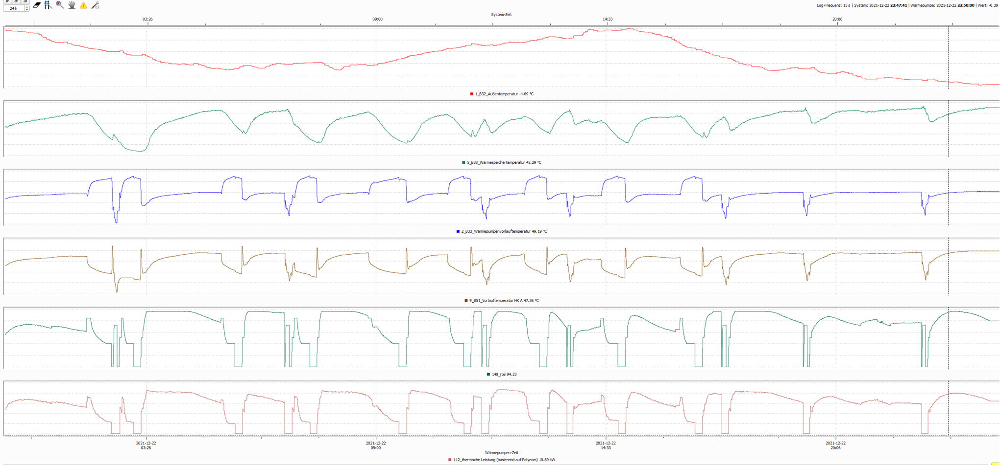 1h 3h 1d
24 h
Log-Frequenz: 15 s | System: 2021-12-22 22:47:41 | Wärmepumpe: 2021-12-22 22:50:00 | Wert: -0.39
System-Zeit
03:26 09:00 14:33 20:06
1_B32_Außentemperatur -4.69 °C
5_B38_Wärmespeichertemperatur 42.29 °C
2_B33_Wärmepumpenvorlauftemperatur 49.19 °C
9_B51_Vorlauftemperatur HK A 47.36 °C
148_rps 94.23
2021-12-22 2021-12-22 2021-12-22 2021-12-22
03:26 09:00 14:33 20:06
Wärmepumpen-Zeit
112_thermische Leistung (basierend auf Polynom) 10.89 kW